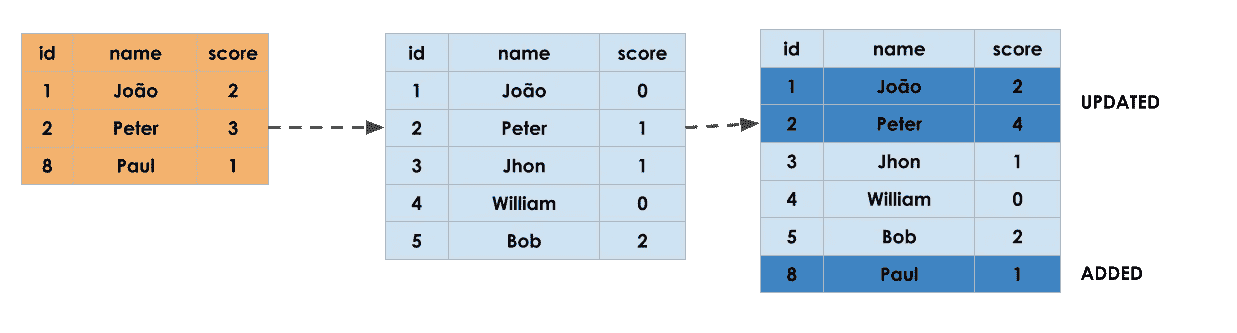 id name score
1 João 2
2 Peter 3
8 Paul 1
id name score
1 João 0
2 Peter 1
3 Jhon 1
4 William 0
5 Bob 2
id name score
1 João 2
2 Peter 4
3 Jhon 1
4 William 0
5 Bob 2
8 Paul 1
UPDATED
ADDED